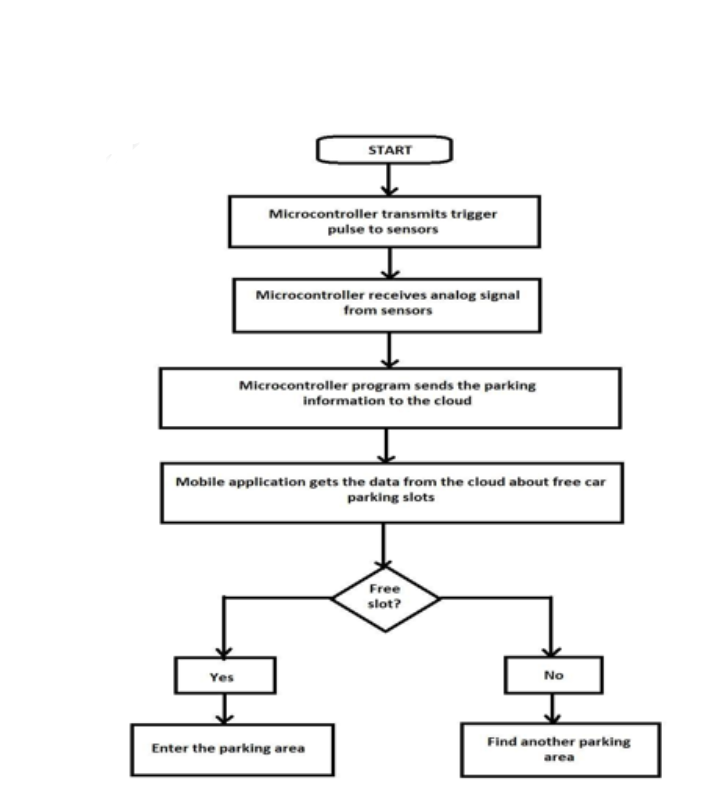 START
Microcontroller transmits trigger
pulse to sensors
Microcontroller receives analog signal
from sensors
Microcontroller program sends the parking
information to the cloud
Mobile application gets the data from the cloud about free car
parking slots
Free
slot?
Yes
No
Enter the parking area
Find another parking
area